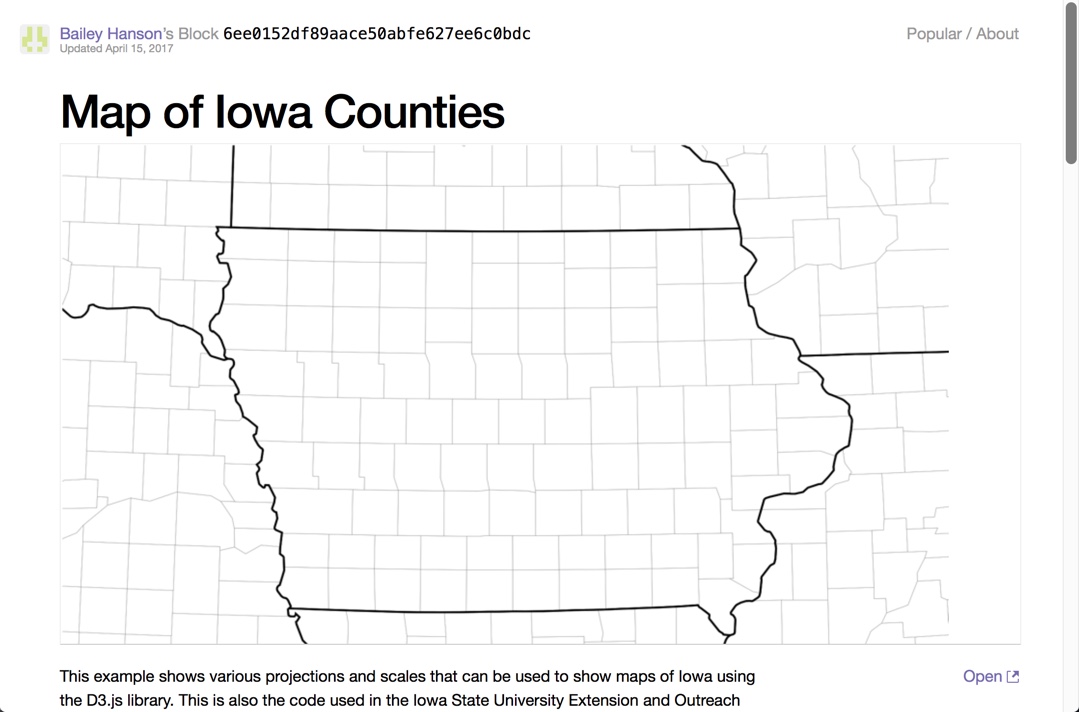 Bailey Hanson's Block 6ee0152df89aace50abfe627ee6c0bdc
Updated April 15, 2017
Popular / About
Map of Iowa Counties
This example shows various projections and scales that can be used to show maps of Iowa using
the D3.js library. This is also the code used in the Iowa State University Extension and Outreach
Open